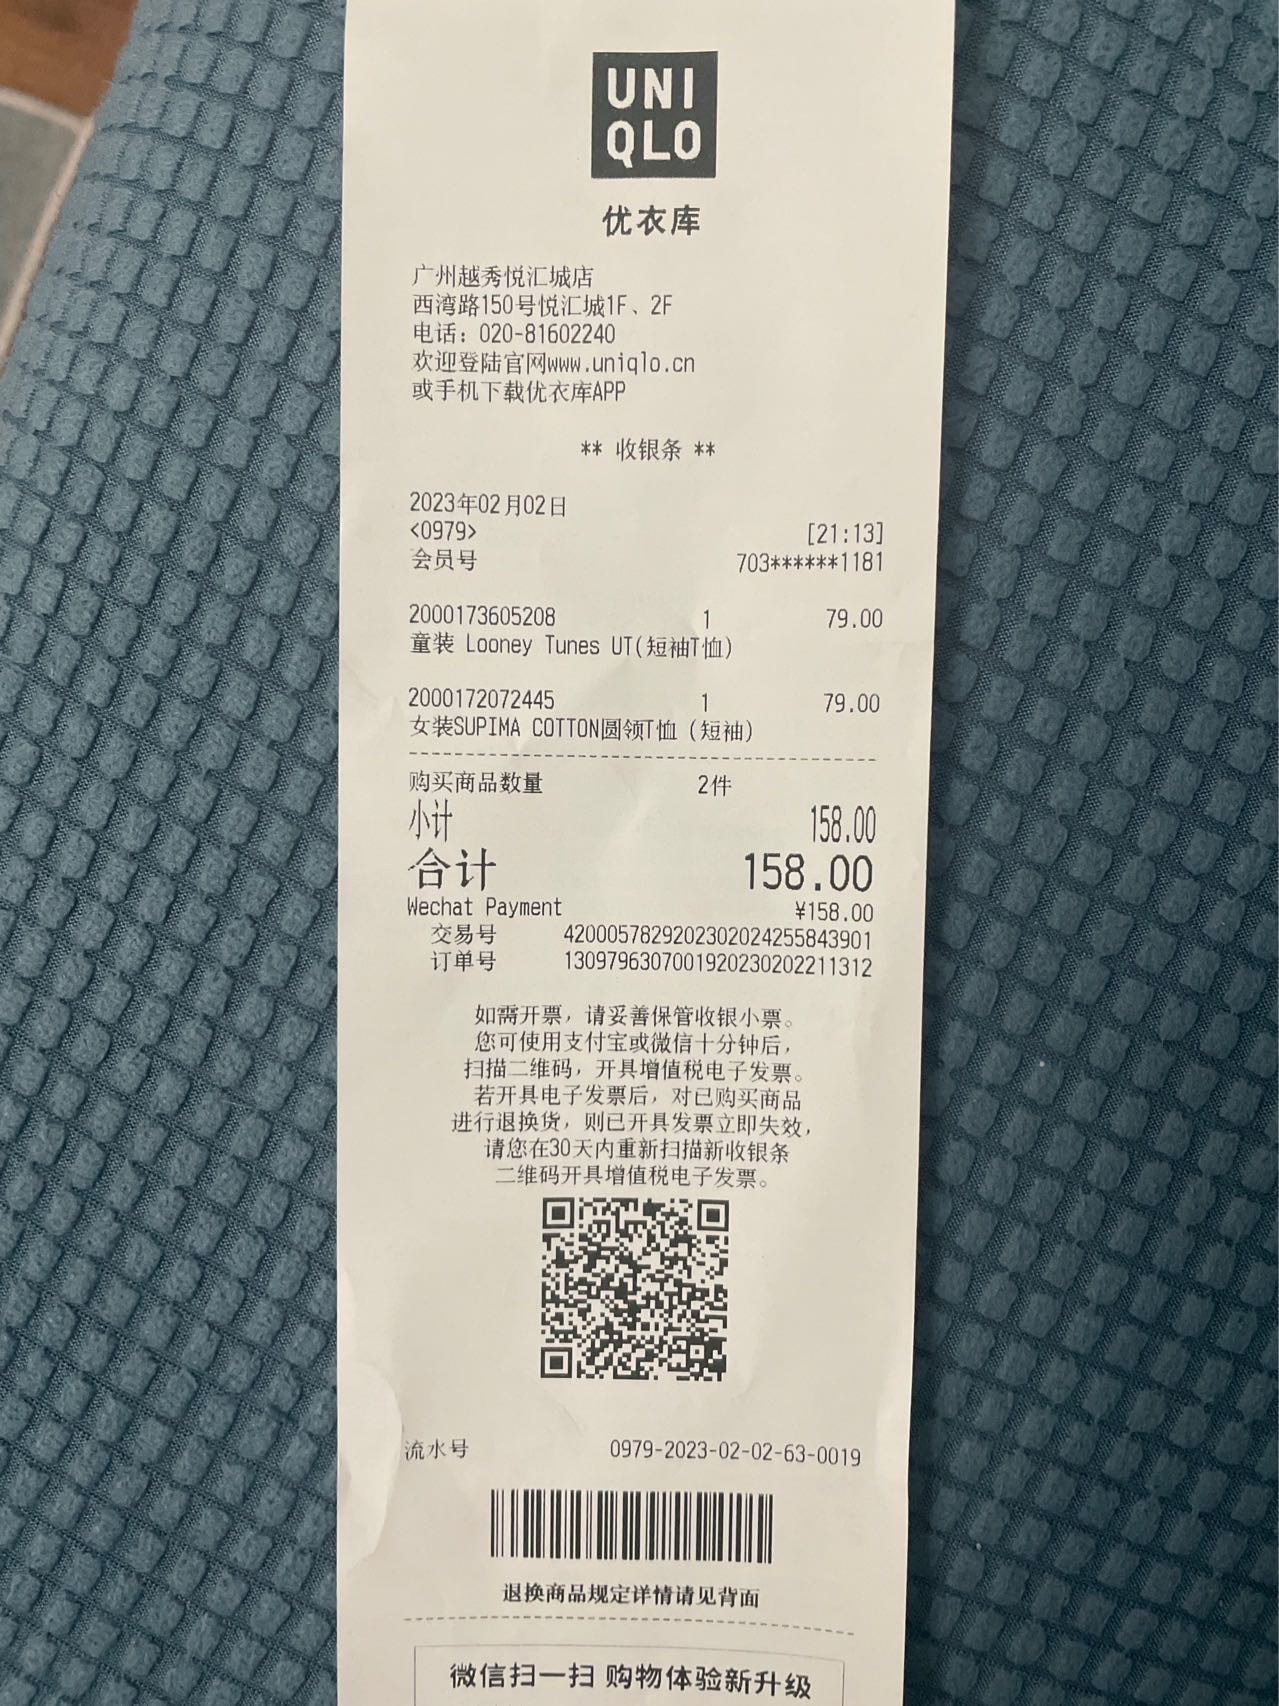 UNI
QLO
优衣库
广州越秀悦汇城店
西湾路150号悦汇城1F、2F
电话：020-81602240
欢迎登陆官网www.uniqlo.cn
或手机下载优衣库APP
** 收银条 **
2023年02月02日
<0979> [21:13]
会员号 703******1181
2000173605208 1 79.00
童装 Looney Tunes UT(短袖T恤)
2000172072445 1 79.00
女装SUPIMA COTTON圆领T恤（短袖）
购买商品数量 2件
小计 158.00
合计 158.00
Wechat Payment ¥158.00
交易号 4200057829202302024255843901
订单号 1309796307001920230202211312
如需开票，请妥善保管收银小票。
您可使用支付宝或微信十分钟后，
扫描二维码，开具增值税电子发票。
若开具电子发票后，对已购买商品
进行退换货，则已开具发票立即失效，
请您在30天内重新扫描新收银条
二维码开具增值税电子发票。
流水号 0979-2023-02-02-63-0019
退换商品规定详情请见背面
微信扫一扫 购物体验新升级